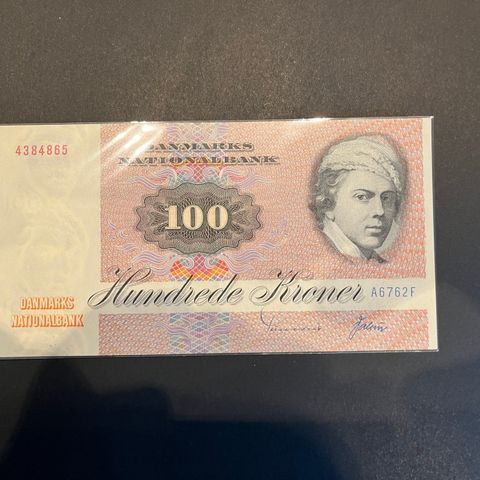 4384865
DANMARKS
NATIONALBANK
100
Hundrede Kroner A6762F
DANMARKS
NATIONALBANK